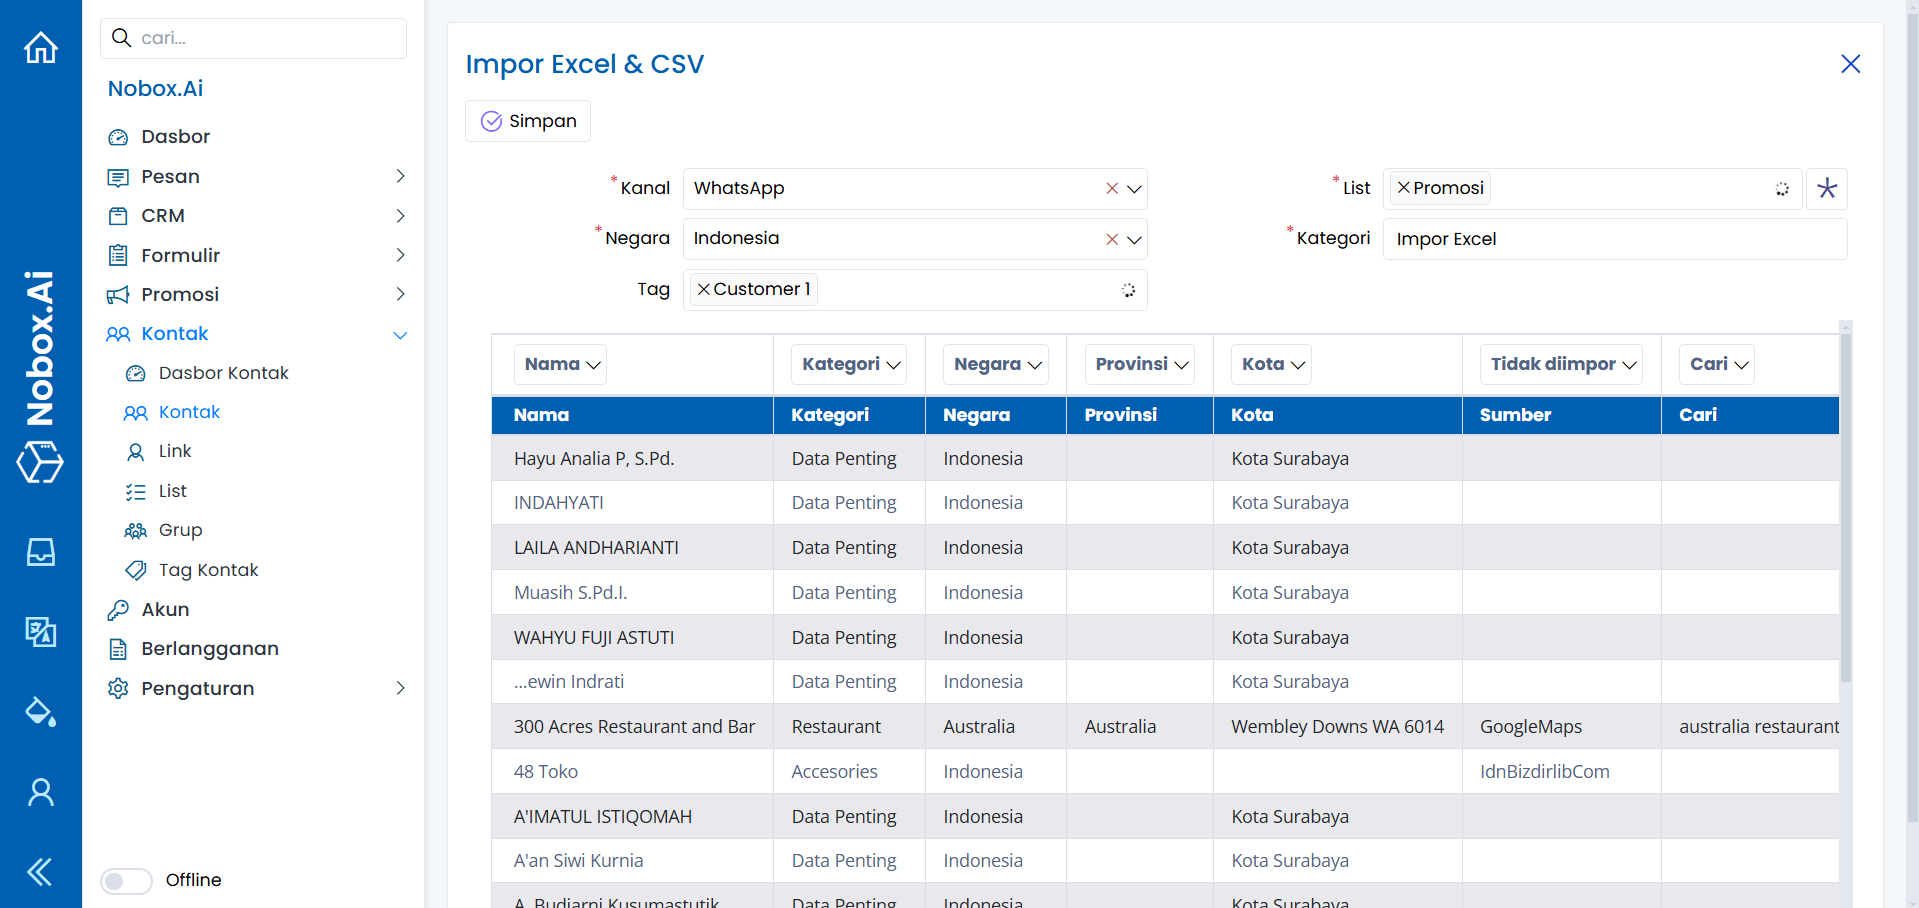 cari...
Nobox.Ai
Dasbor
Pesan
CRM
Formulir
Promosi
Kontak
Dasbor Kontak
Kontak
Link
List
Grup
Tag Kontak
Akun
Berlangganan
Pengaturan
Offline
Nobox.Ai
Impor Excel & CSV
Simpan
*Kanal WhatsApp
*List Promosi
*Negara Indonesia
*Kategori Impor Excel
Tag Customer 1
Nama Kategori Negara Provinsi Kota Tidak diimpor Cari
Nama Kategori Negara Provinsi Kota Sumber Cari
Hayu Analia P, S.Pd. Data Penting Indonesia Kota Surabaya
INDAHYATI Data Penting Indonesia Kota Surabaya
LAILA ANDHARIANTI Data Penting Indonesia Kota Surabaya
Muasih S.Pd.I. Data Penting Indonesia Kota Surabaya
WAHYU FUJI ASTUTI Data Penting Indonesia Kota Surabaya
...ewin Indrati Data Penting Indonesia Kota Surabaya
300 Acres Restaurant and Bar Restaurant Australia Australia Wembley Downs WA 6014 GoogleMaps australia restaurant
48 Toko Accesories Indonesia IdnBizdirlibCom
A'IMATUL ISTIQOMAH Data Penting Indonesia Kota Surabaya
A'an Siwi Kurnia Data Penting Indonesia Kota Surabaya
A. Budiarni Kusumastutik Data Penting Indonesia Kota Surabaya